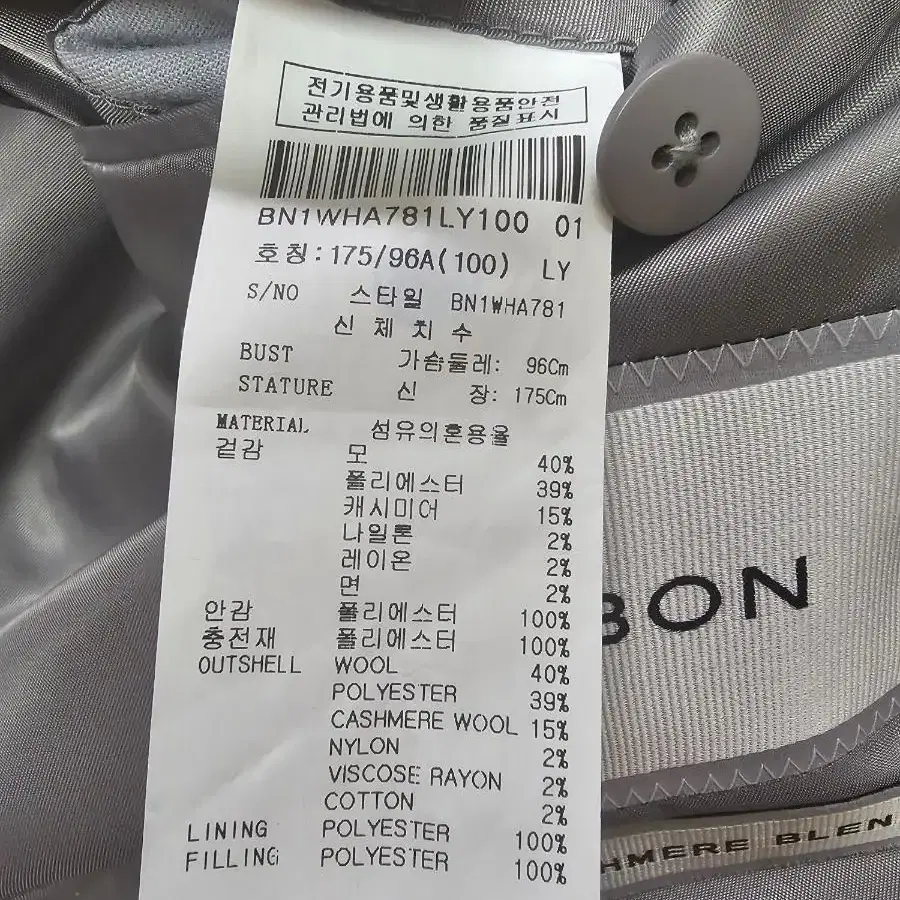 전기용품및생활용품안전
관리법에 의한 품질표시
BN1WHA781LY100 01
호칭:175/96A(100) LY
S/NO 스타일 BN1WHA781
신체치수
BUST 가슴둘레: 96Cm
STATURE 신 장: 175Cm
MATERIAL 섬유의혼용율
겉감 모 40%
폴리에스터 39%
캐시미어 15%
나일론 2%
레이온 2%
면 2%
안감 폴리에스터 100%
충전재 폴리에스터 100%
OUTSHELL WOOL 40%
POLYESTER 39%
CASHMERE WOOL 15%
NYLON 2%
VISCOSE RAYON 2%
COTTON 2%
LINING POLYESTER 100%
FILLING POLYESTER 100%
BON
HMERE BLEN